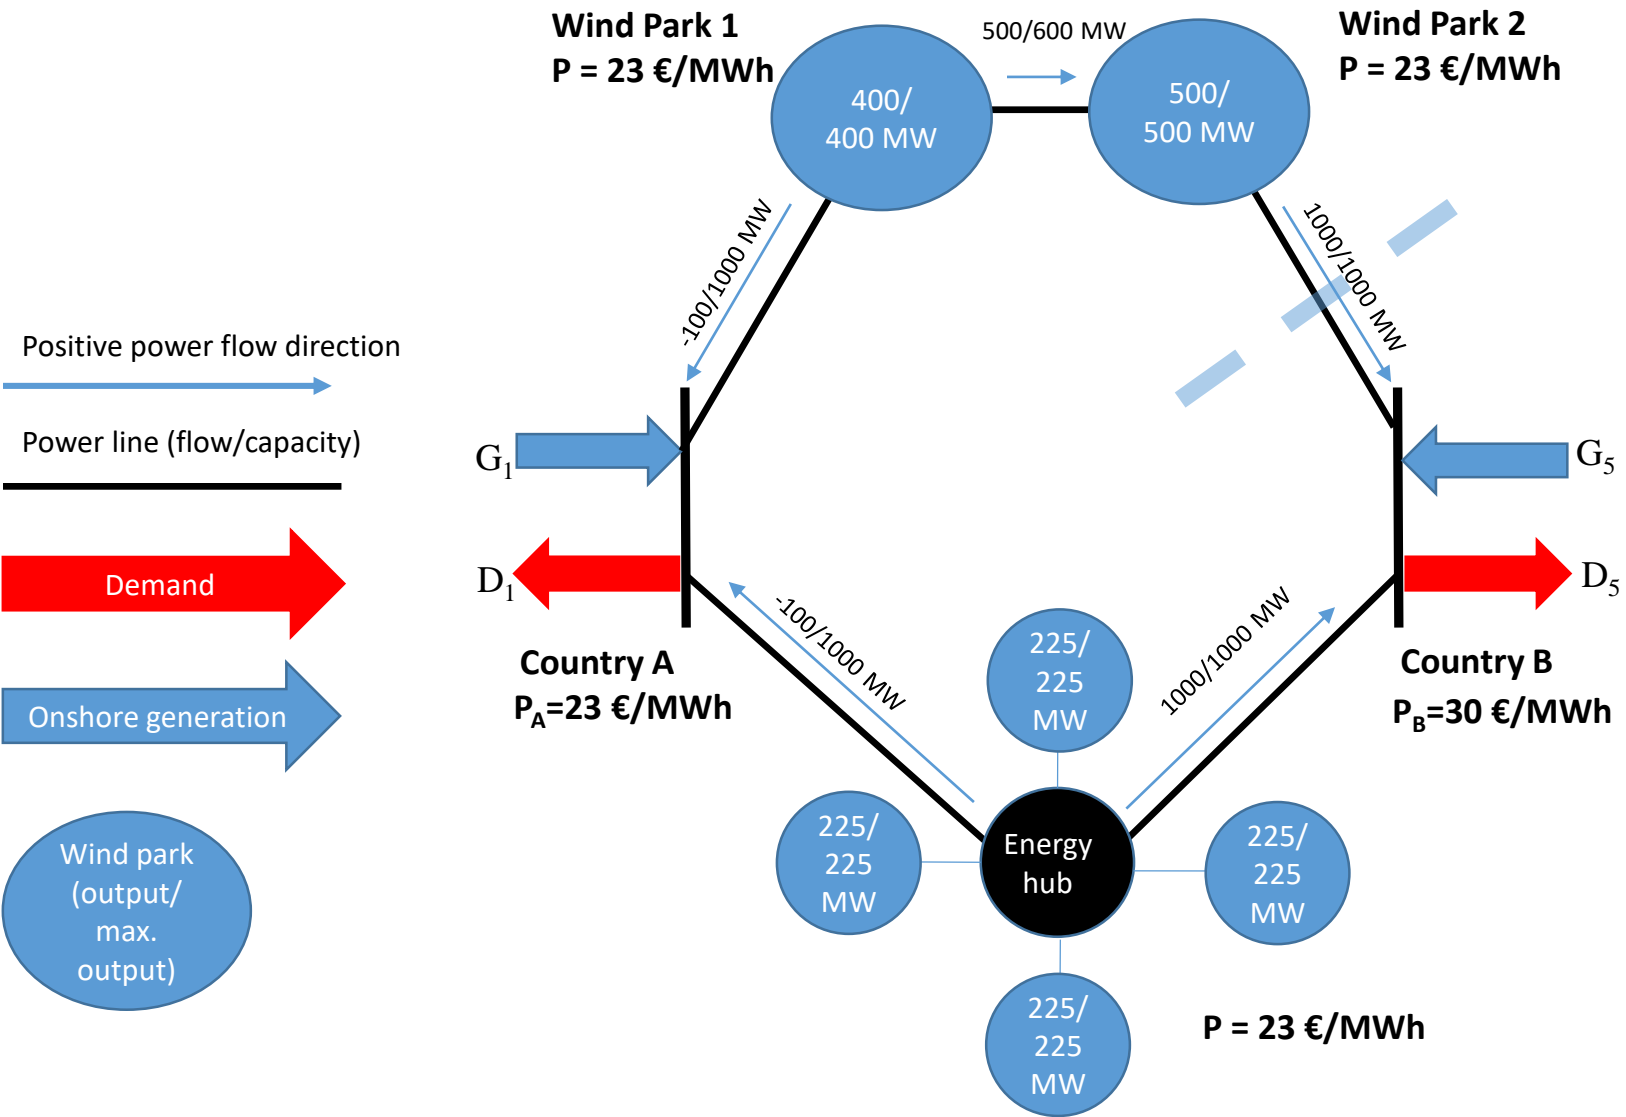 Wind Park 1
P = 23 €/MWh
500/600 MW
Wind Park 2
P = 23 €/MWh
400/
400 MW
500/
500 MW
-100/1000 MW
1000/1000 MW
Positive power flow direction
Power line (flow/capacity)
G1
G5
Demand
D1
D5
Onshore generation
Country A
PA=23 €/MWh
-100/1000 MW
1000/1000 MW
Country B
PB=30 €/MWh
225/
225
MW
Wind park
(output/
max.
output)
225/
225
MW
Energy
hub
225/
225
MW
225/
225
MW
P = 23 €/MWh